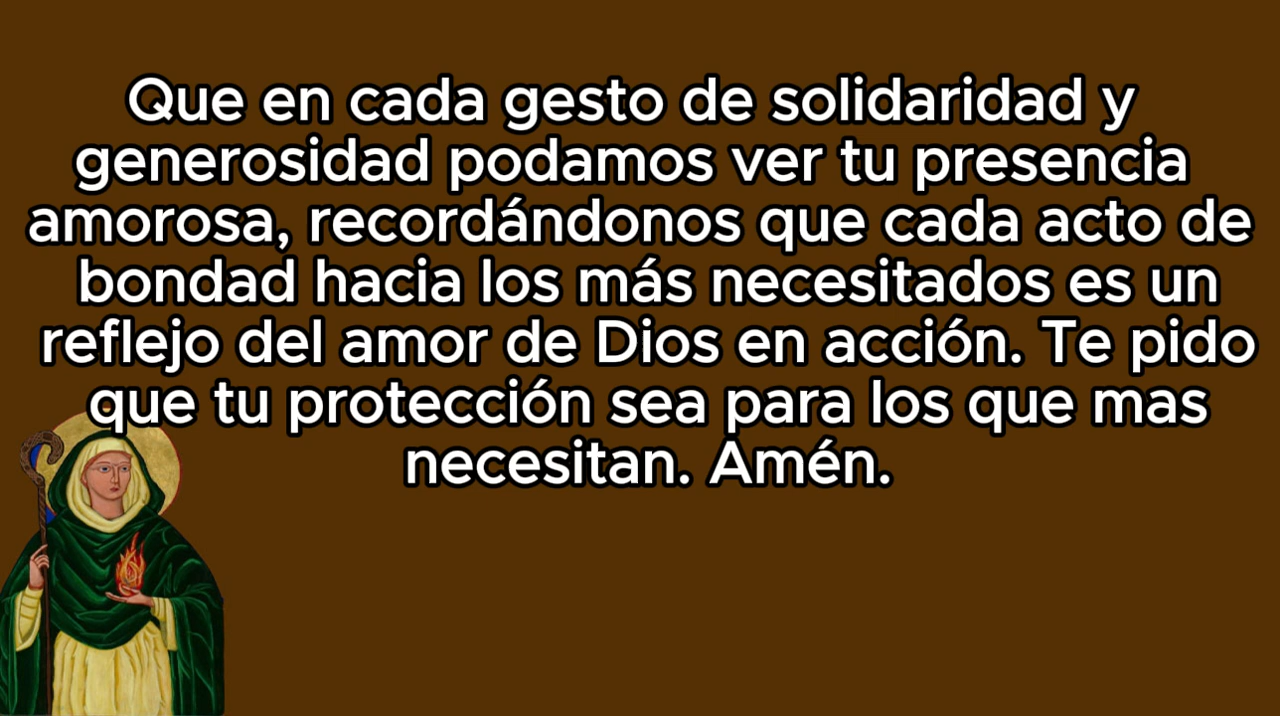 Que en cada gesto de solidaridad y
generosidad podamos ver tu presencia
amorosa, recordándonos que cada acto de
bondad hacia los más necesitados es un
reflejo del amor de Dios en acción. Te pido
que tu protección sea para los que mas
necesitan. Amén.